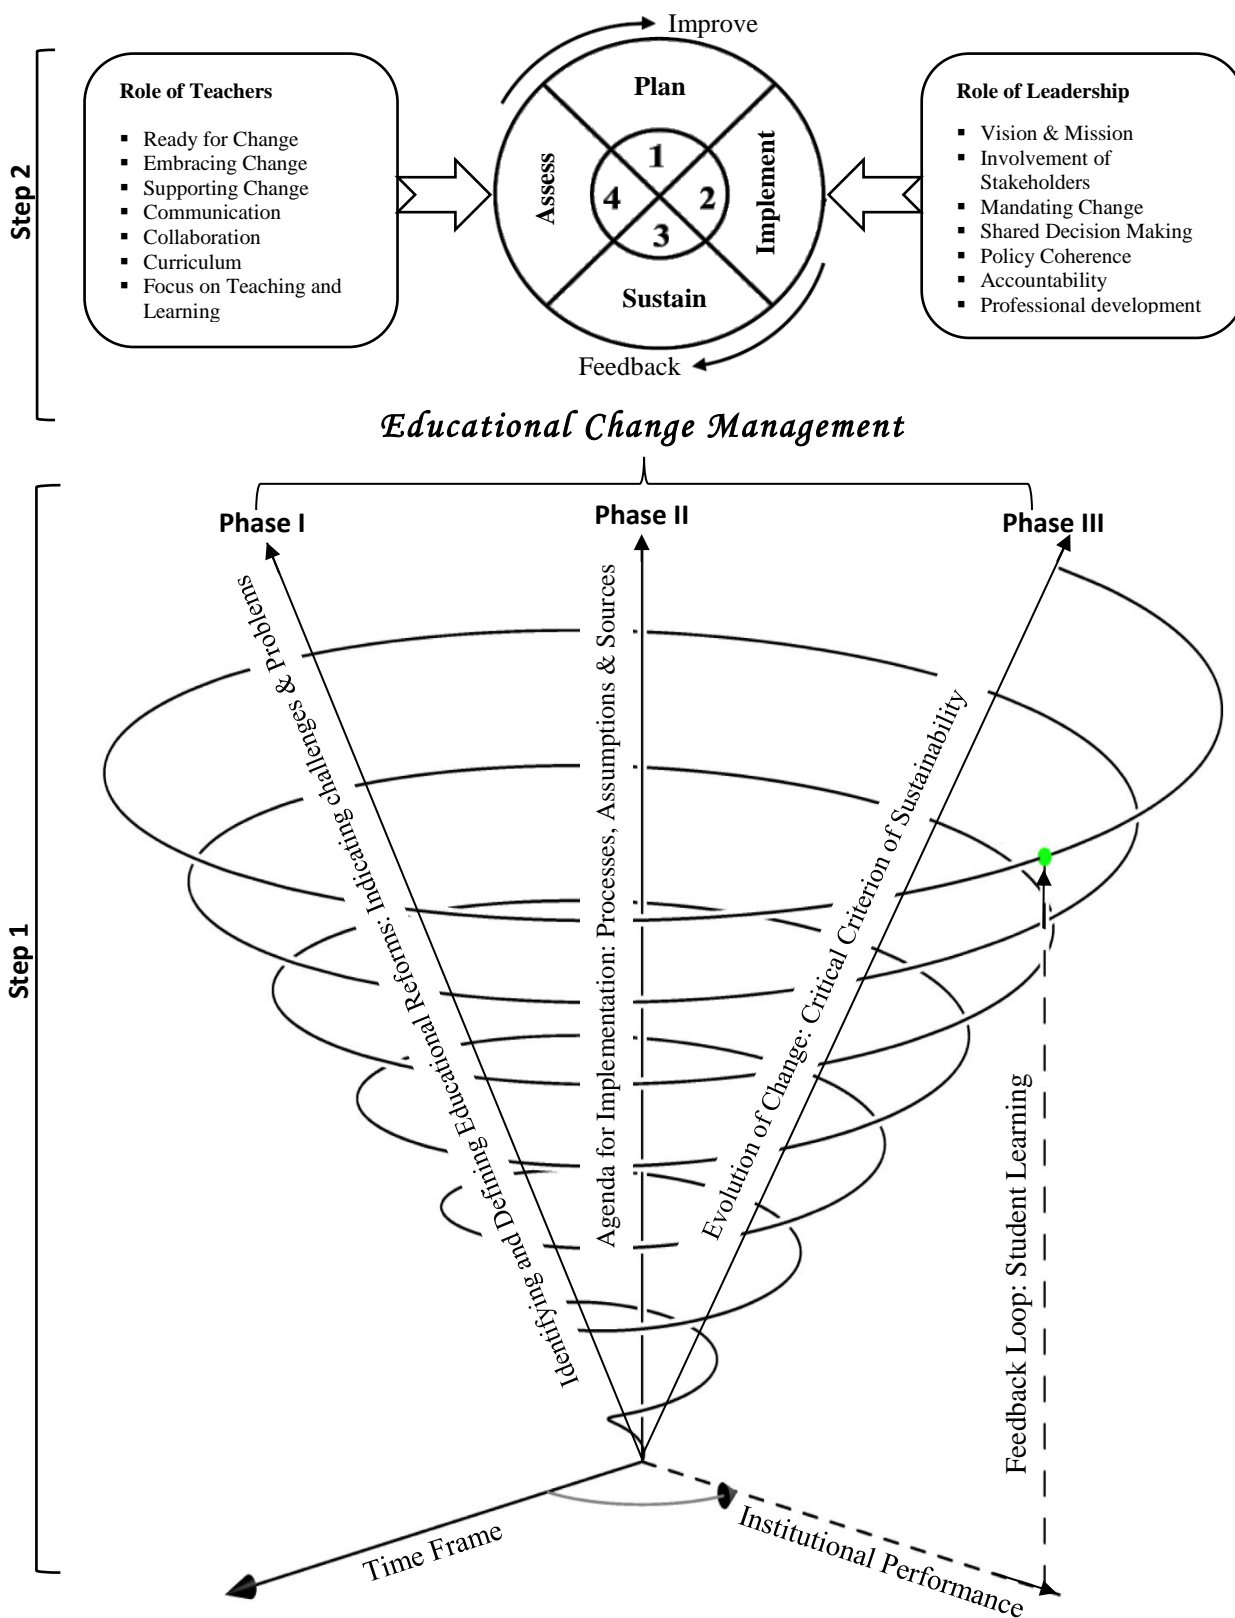 Improve
Step 2
Role of Teachers
▪ Ready for Change
▪ Embracing Change
▪ Supporting Change
▪ Communication
▪ Collaboration
▪ Curriculum
▪ Focus on Teaching and
Learning
Plan
Implement
Sustain
Assess
1
2
3
4
Feedback
Role of Leadership
▪ Vision & Mission
▪ Involvement of
Stakeholders
▪ Mandating Change
▪ Shared Decision Making
▪ Policy Coherence
▪ Accountability
▪ Professional development
Educational Change Management
Step 1
Phase I
Phase II
Phase III
Identifying and Defining Educational Reforms: Indicating challenges & Problems
Agenda for Implementation: Processes, Assumptions & Sources
Evolution of Change: Critical Criterion of Sustainability
Feedback Loop: Student Learning
Time Frame
Institutional Performance